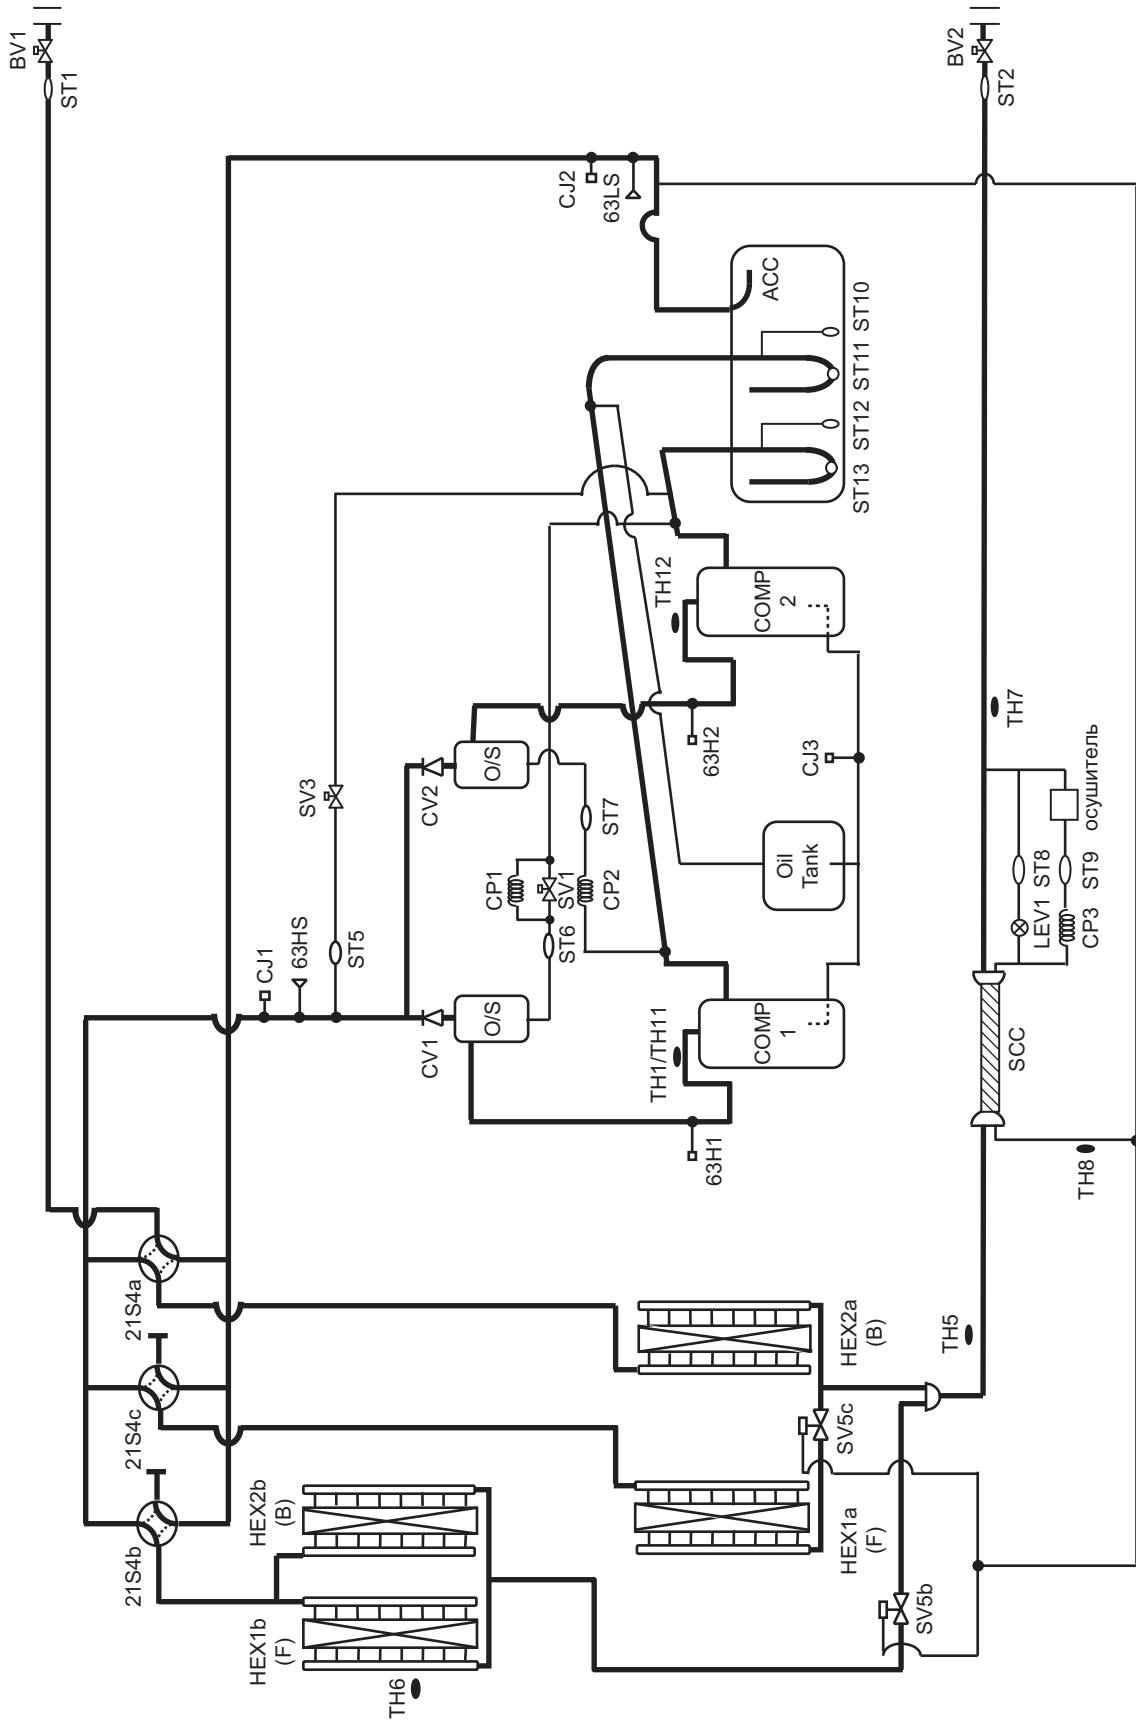 BV1
ST1
BV2
ST2
CJ2
63LS
ACC
ST13 ST12 ST11 ST10
TH12
COMP
2
SV3
CV2
O/S
63H2
CJ3
TH7
CP1
SV1
ST6
ST7
CP2
Oil
Tank
LEV1 ST8
CP3 ST9 осушитель
CJ1
63HS
ST5
CV1
O/S
TH1/TH11
COMP
1
63H1
SCC
TH8
21S4a
21S4c
21S4b
HEX2b
(B)
HEX1b
(F)
TH6
HEX2a
(B)
HEX1a
(F)
SV5c
SV5b
TH5